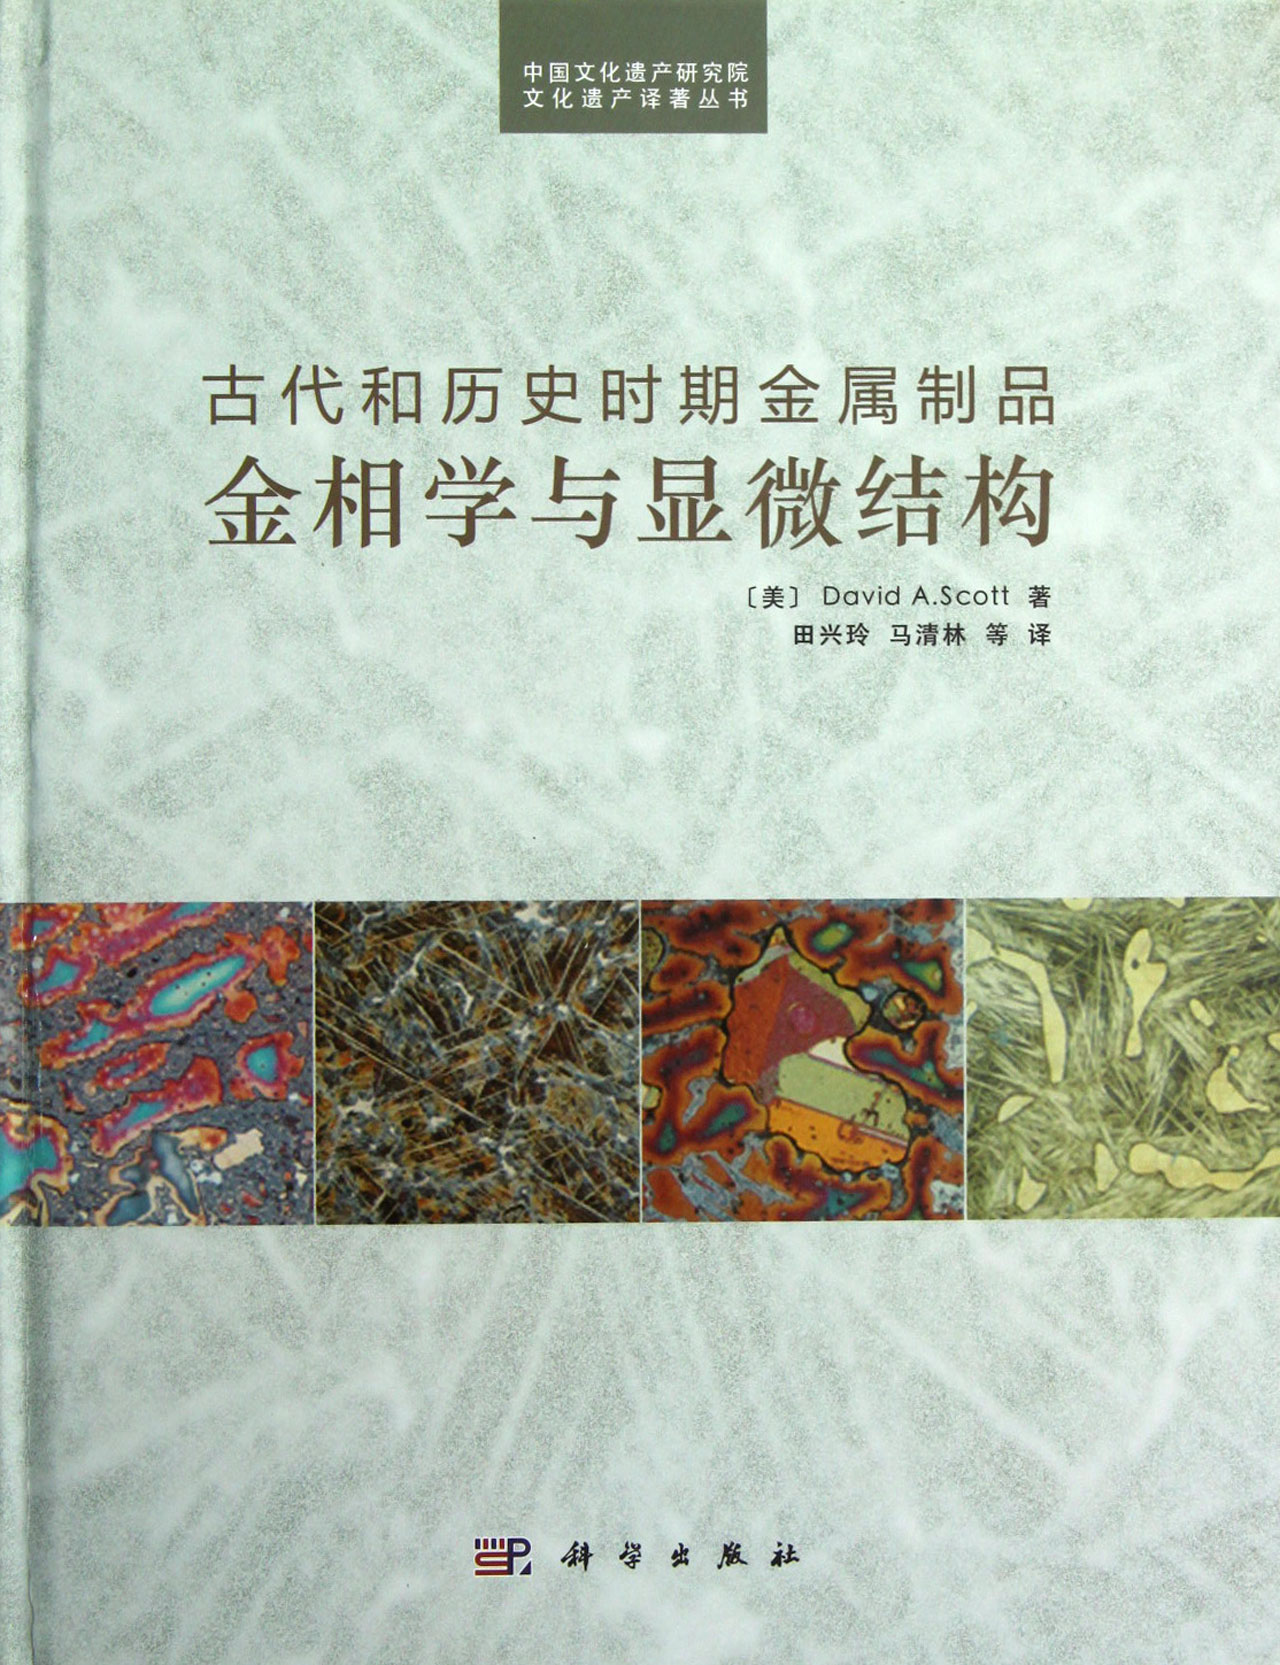 中国文化遗产研究院
文化遗产译著丛书
古代和历史时期金属制品
金相学与显微结构
〔美〕 David A.Scott 著
田兴玲 马清林 等 译
SP 科学出版社